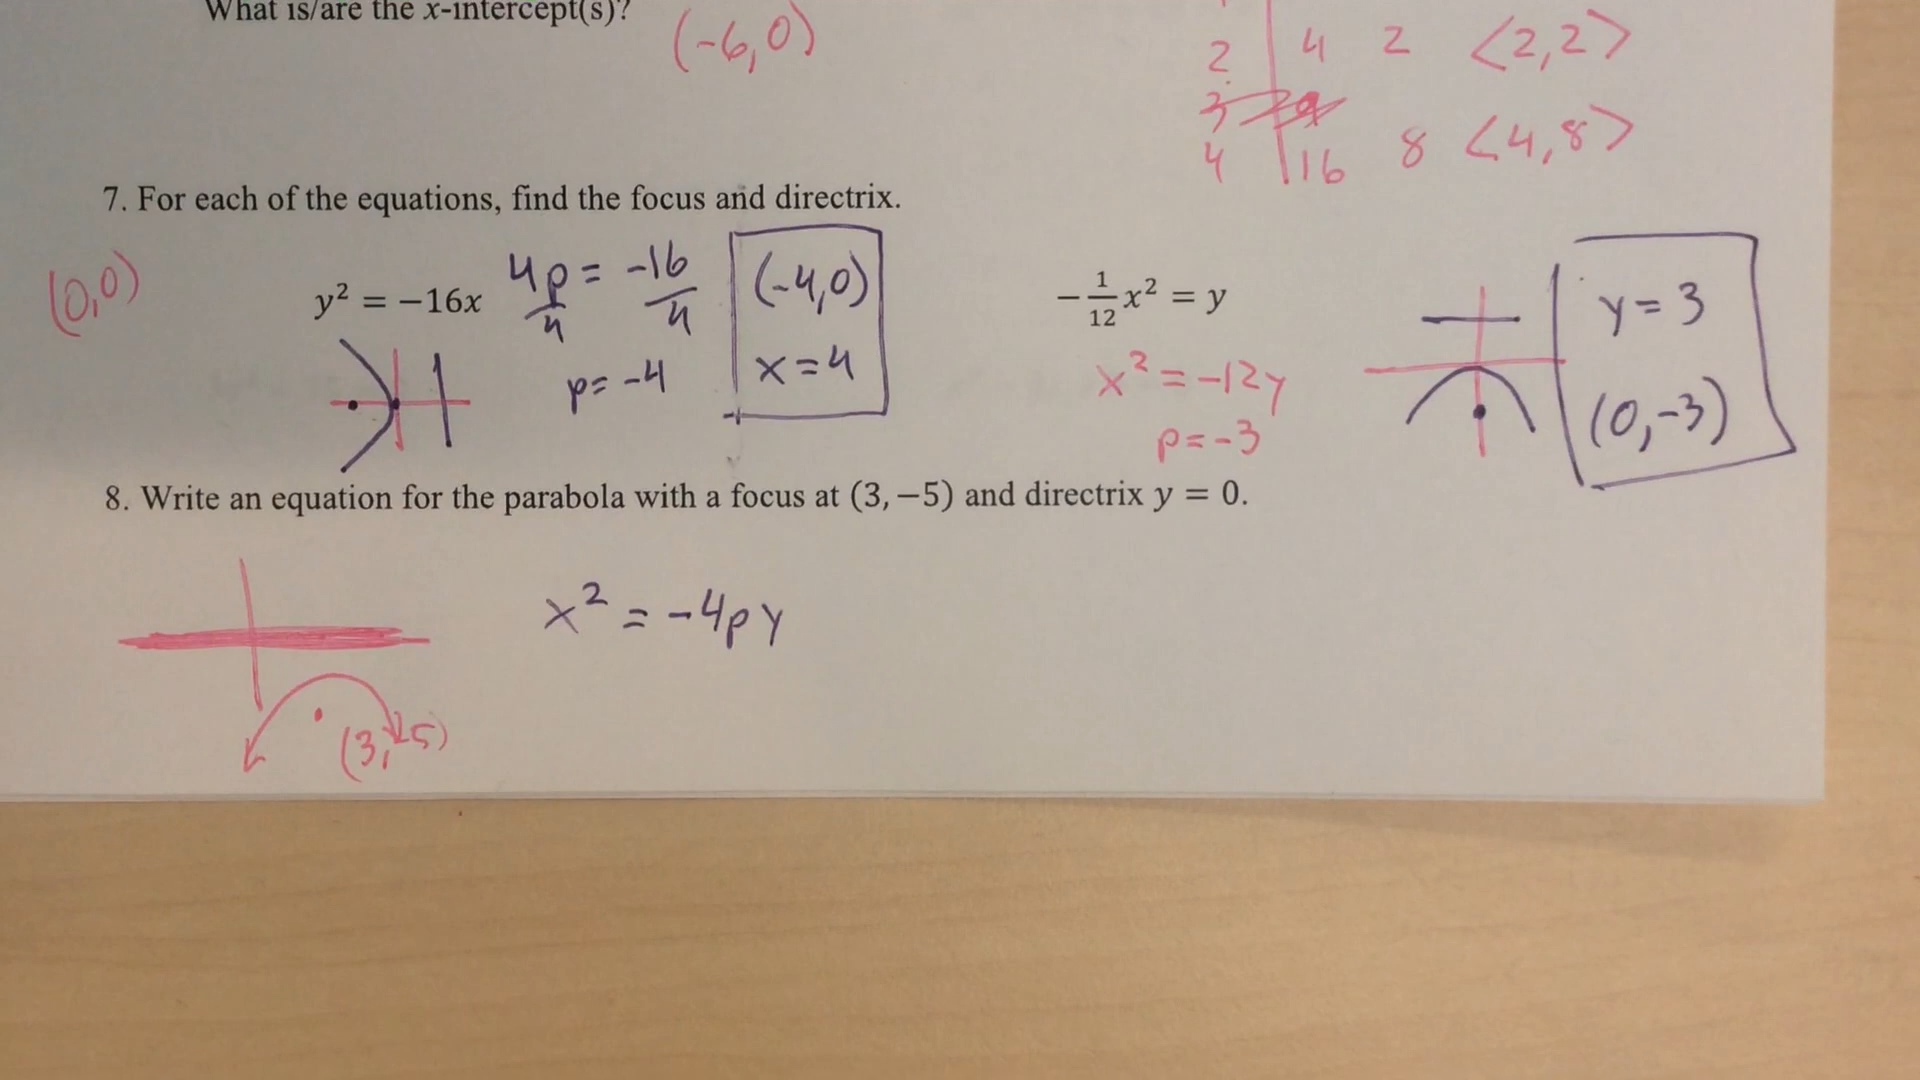 What is/are the x-intercept(s)?
(-6,0)
2 4 2 <2,2>
3 9
4 16 8 <4,8>
7. For each of the equations, find the focus and directrix.
(0,0)
y² = −16x
4p = -16
4 4
p = -4
(-4,0)
x = 4
−1/12 x² = y
x² = -12y
p = -3
y = 3
(0,-3)
8. Write an equation for the parabola with a focus at (3, −5) and directrix y = 0.
x² = -4py
(3,-5)